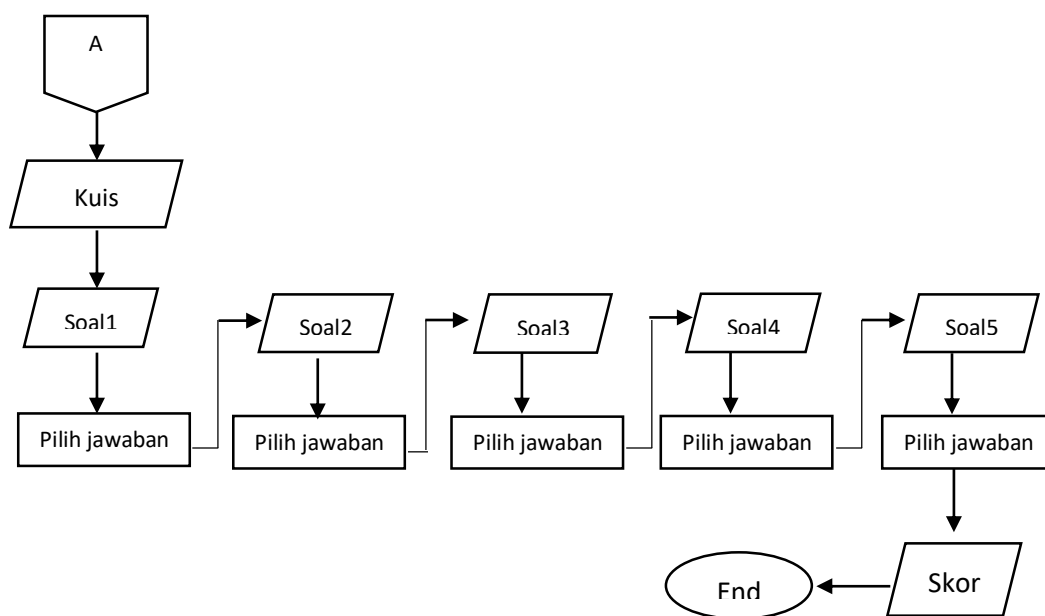 A
Kuis
Soal1
Pilih jawaban
Soal2
Pilih jawaban
Soal3
Pilih jawaban
Soal4
Pilih jawaban
Soal5
Pilih jawaban
Skor
End